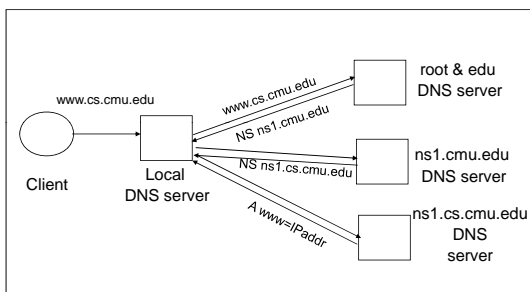 www.cs.cmu.edu
Client
Local
DNS server
www.cs.cmu.edu
NS ns1.cmu.edu
root & edu
DNS server
NS ns1.cs.cmu.edu
ns1.cmu.edu
DNS server
A www=IPaddr
ns1.cs.cmu.edu
DNS
server